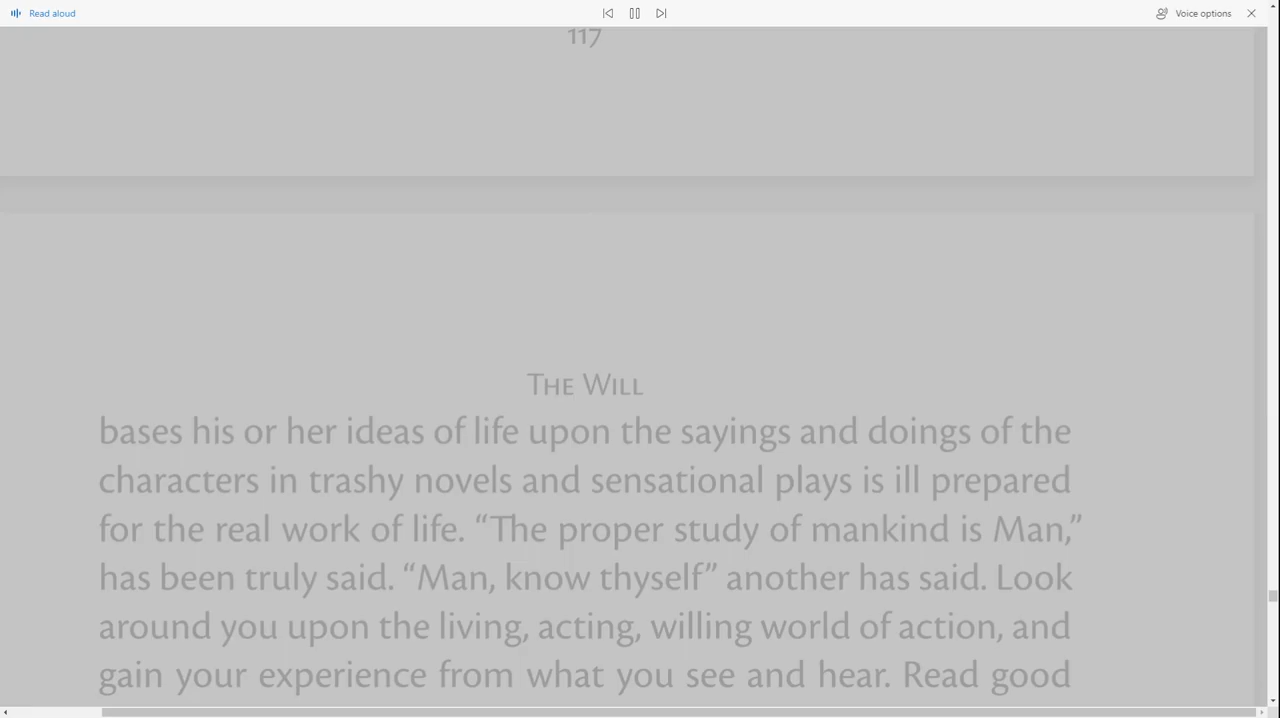 Read aloud
Voice options
117
The Will
bases his or her ideas of life upon the sayings and doings of the
characters in trashy novels and sensational plays is ill prepared
for the real work of life. “The proper study of mankind is Man,”
has been truly said. “Man, know thyself” another has said. Look
around you upon the living, acting, willing world of action, and
gain your experience from what you see and hear. Read good